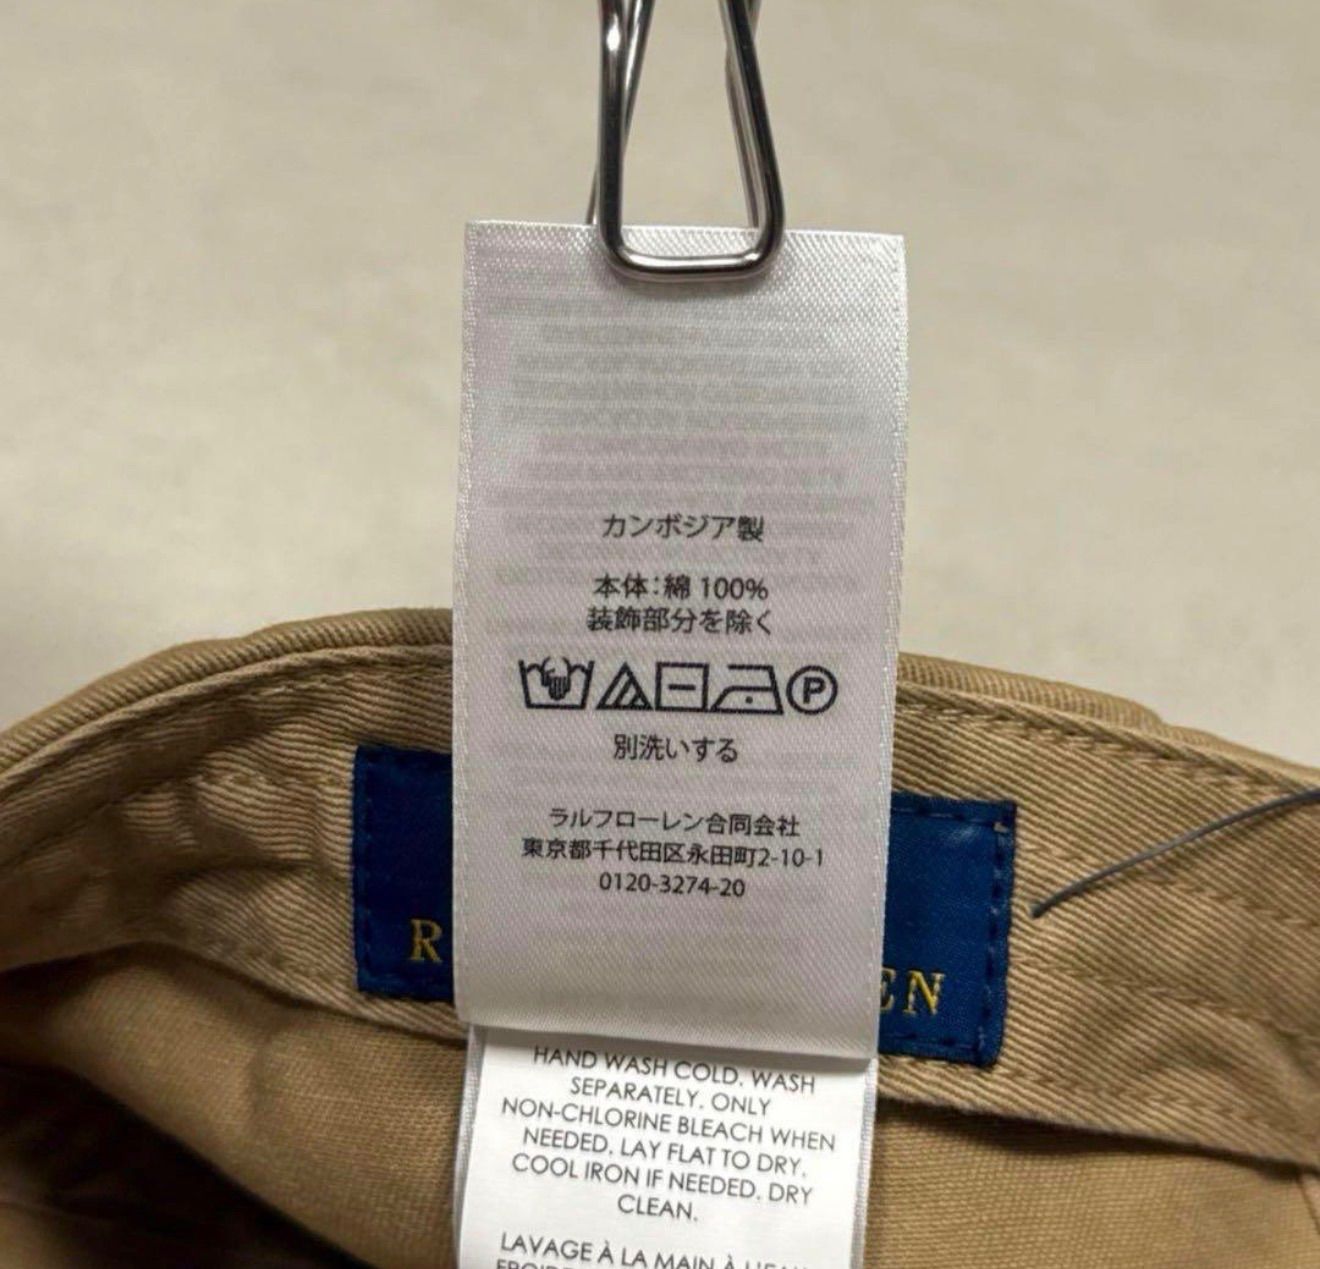 カンボジア製
本体:綿 100%
装飾部分を除く
P
別洗いする
ラルフローレン合同会社
東京都千代田区永田町2-10-1
0120-3274-20
R
EN
HAND WASH COLD. WASH
SEPARATELY. ONLY
NON-CHLORINE BLEACH WHEN
NEEDED. LAY FLAT TO DRY.
COOL IRON IF NEEDED. DRY
CLEAN.
LAVAGE À LA MAIN À